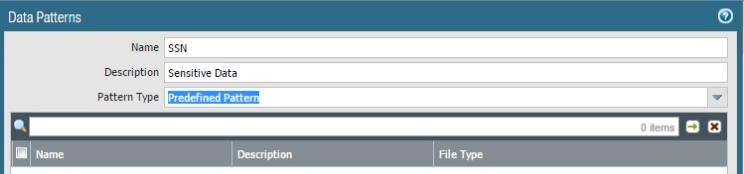 Data Patterns
Name SSN
Description Sensitive Data
Pattern Type Predefined Pattern
0 items
Name Description File Type